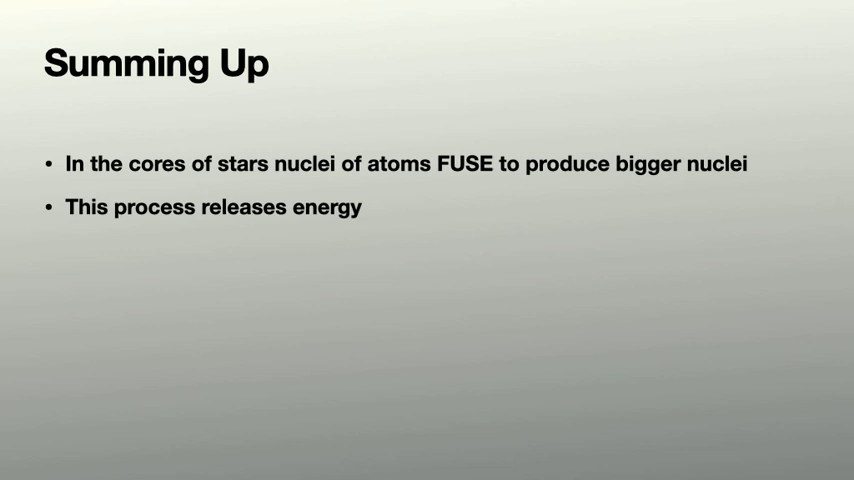 Summing Up
• In the cores of stars nuclei of atoms FUSE to produce bigger nuclei
• This process releases energy